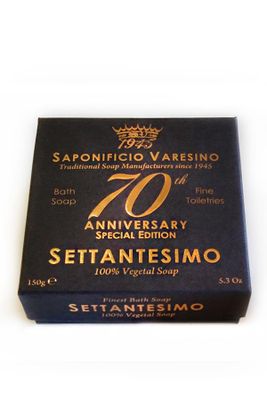 1945
SAPONIFICIO VARESINO
Traditional Soap Manufacturers since 1945
70th
Bath Soap
Fine Toiletries
ANNIVERSARY
SPECIAL EDITION
SETTANTESIMO
100% Vegetal Soap
150g ℮
5.3 Oz
Finest Bath Soap
SETTANTESIMO
100% Vegetal Soap